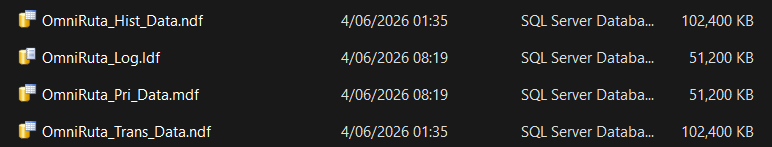 OmniRuta_Hist_Data.ndf 4/06/2026 01:35 SQL Server Databa... 102,400 KB
OmniRuta_Log.ldf 4/06/2026 08:19 SQL Server Databa... 51,200 KB
OmniRuta_Pri_Data.mdf 4/06/2026 08:19 SQL Server Databa... 51,200 KB
OmniRuta_Trans_Data.ndf 4/06/2026 01:35 SQL Server Databa... 102,400 KB